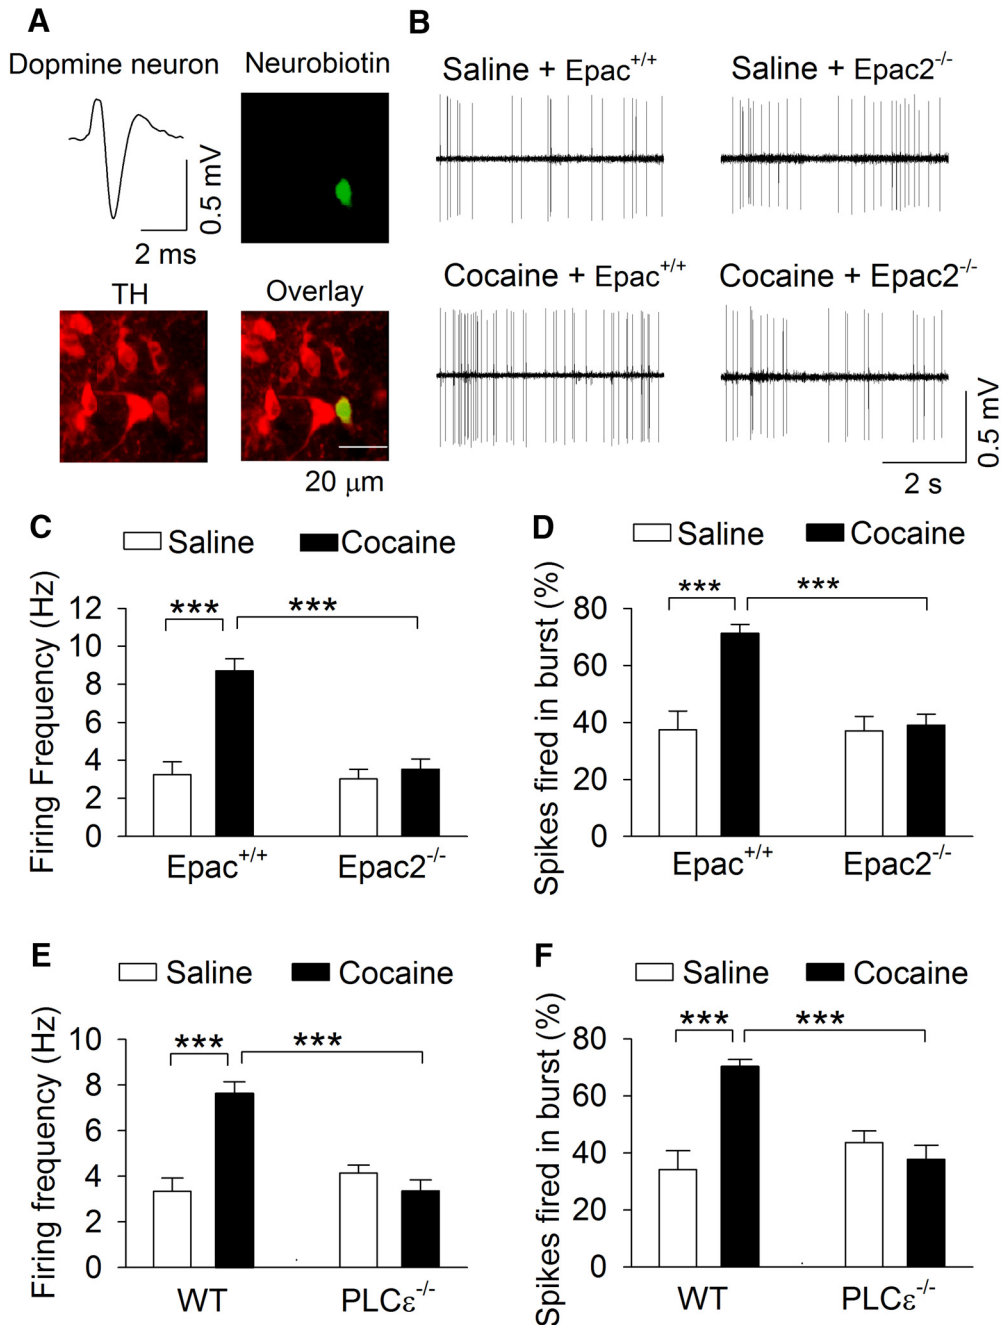 A
Dopmine neuron
Neurobiotin
0.5 mV
2 ms
TH
Overlay
20 μm
B
Saline + Epac+/+
Saline + Epac2-/-
Cocaine + Epac+/+
Cocaine + Epac2-/-
0.5 mV
2 s
C
Saline
Cocaine
Firing Frequency (Hz)
12
10
8
6
4
2
0
***
***
Epac+/+
Epac2-/-
D
Saline
Cocaine
Spikes fired in burst (%)
80
60
40
20
0
***
***
Epac+/+
Epac2-/-
E
Saline
Cocaine
Firing frequency (Hz)
10
8
6
4
2
0
***
***
WT
PLCε-/-
F
Saline
Cocaine
Spikes fired in burst (%)
80
60
40
20
0
***
***
WT
PLCε-/-